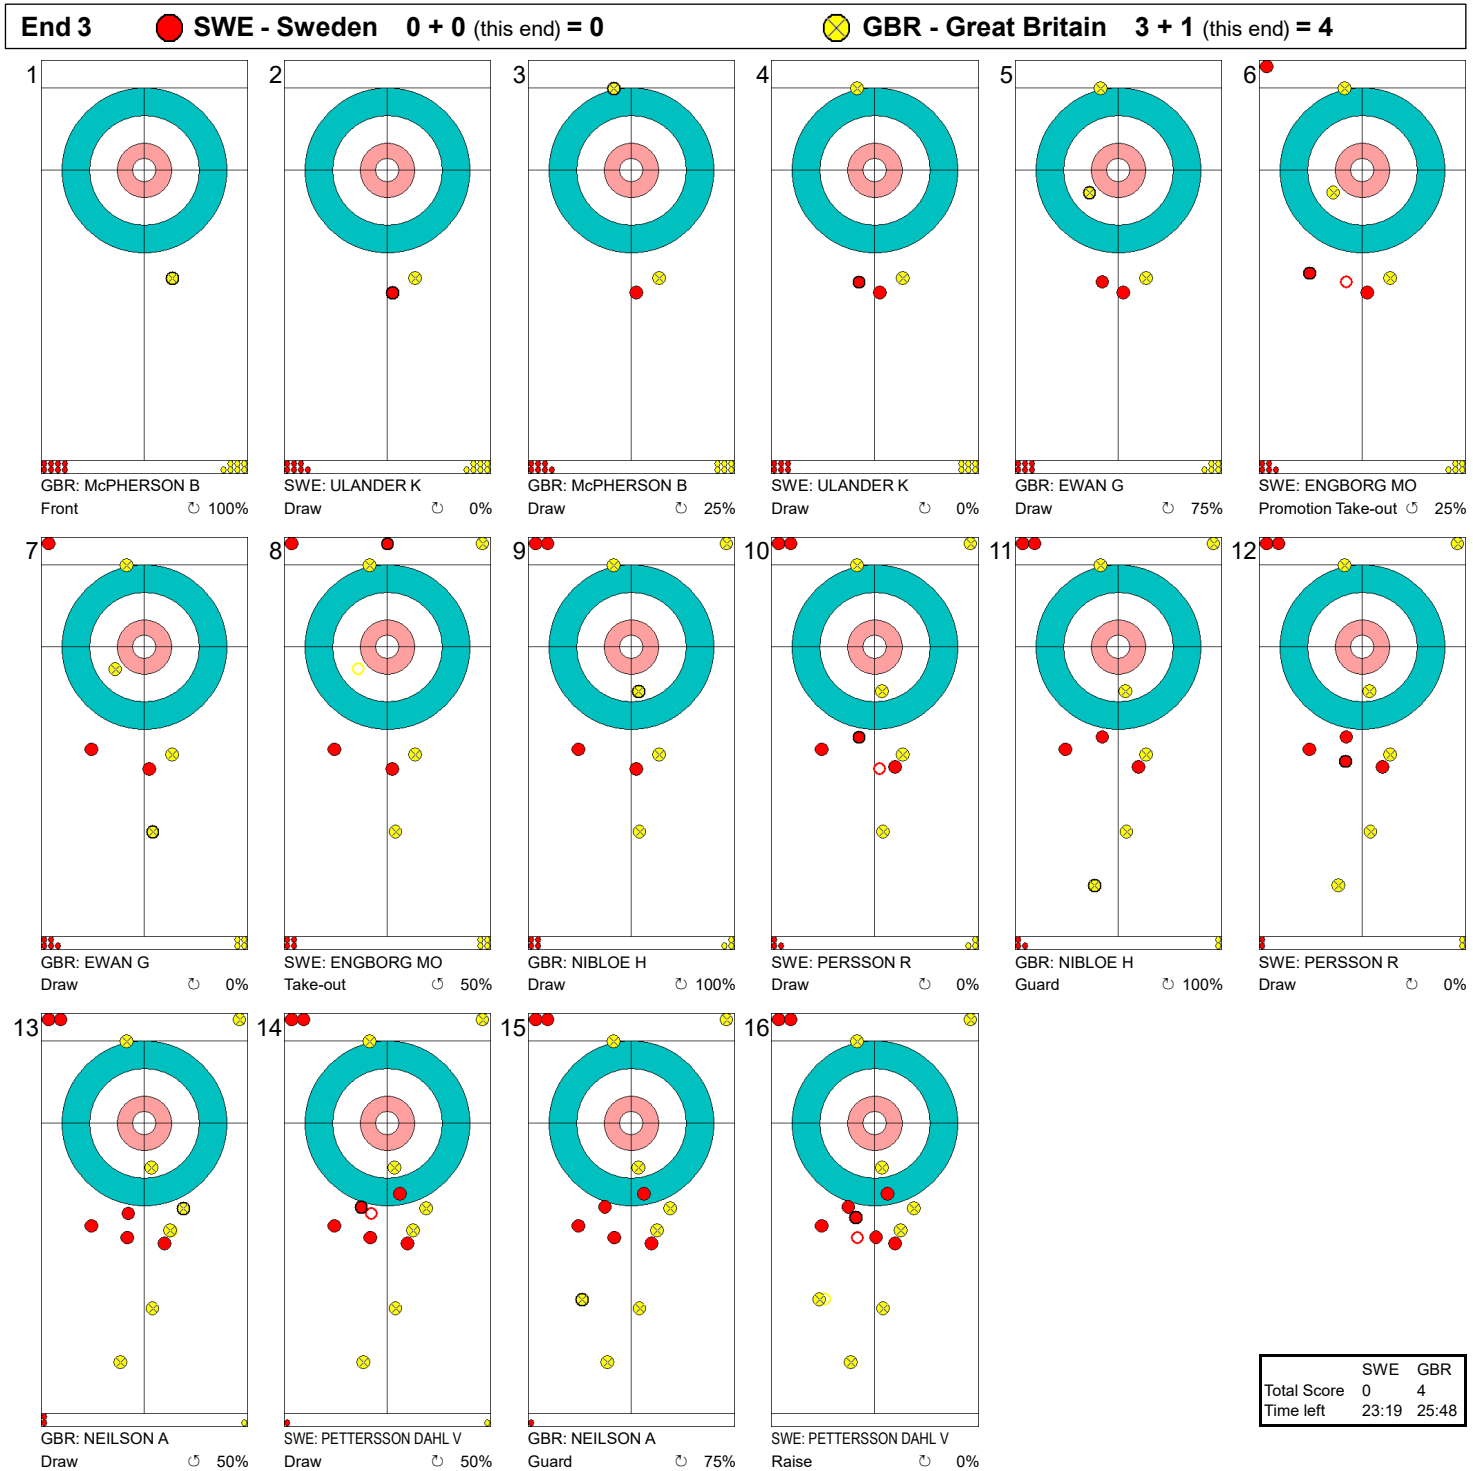 End 3 SWE - Sweden 0 + 0 (this end) = 0 GBR - Great Britain 3 + 1 (this end) = 4
1 2 3 4 5 6
GBR: McPHERSON B SWE: ULANDER K GBR: McPHERSON B SWE: ULANDER K GBR: EWAN G SWE: ENGBORG MO
Front ↻ 100% Draw ↻ 0% Draw ↻ 25% Draw ↻ 0% Draw ↻ 75% Promotion Take-out ↺ 25%
7 8 9 10 11 12
GBR: EWAN G SWE: ENGBORG MO GBR: NIBLOE H SWE: PERSSON R GBR: NIBLOE H SWE: PERSSON R
Draw ↻ 0% Take-out ↺ 50% Draw ↻ 100% Draw ↻ 0% Guard ↻ 100% Draw ↻ 0%
13 14 15 16
GBR: NEILSON A SWE: PETTERSSON DAHL V GBR: NEILSON A SWE: PETTERSSON DAHL V
Draw ↺ 50% Draw ↻ 50% Guard ↻ 75% Raise ↻ 0%
SWE GBR
Total Score 0 4
Time left 23:19 25:48